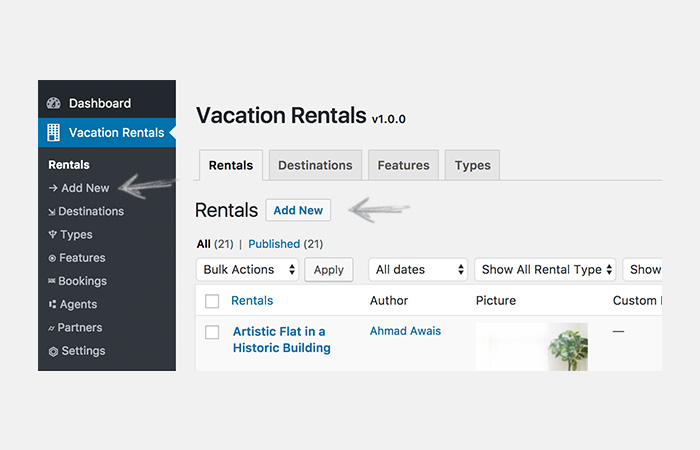 Dashboard
Vacation Rentals
Rentals
Add New
Destinations
Types
Features
Bookings
Agents
Partners
Settings
Vacation Rentals v1.0.0
Rentals Destinations Features Types
Rentals Add New
All (21) | Published (21)
Bulk Actions Apply All dates Show All Rental Type Show
Rentals Author Picture Custom
Artistic Flat in a Ahmad Awais —
Historic Building